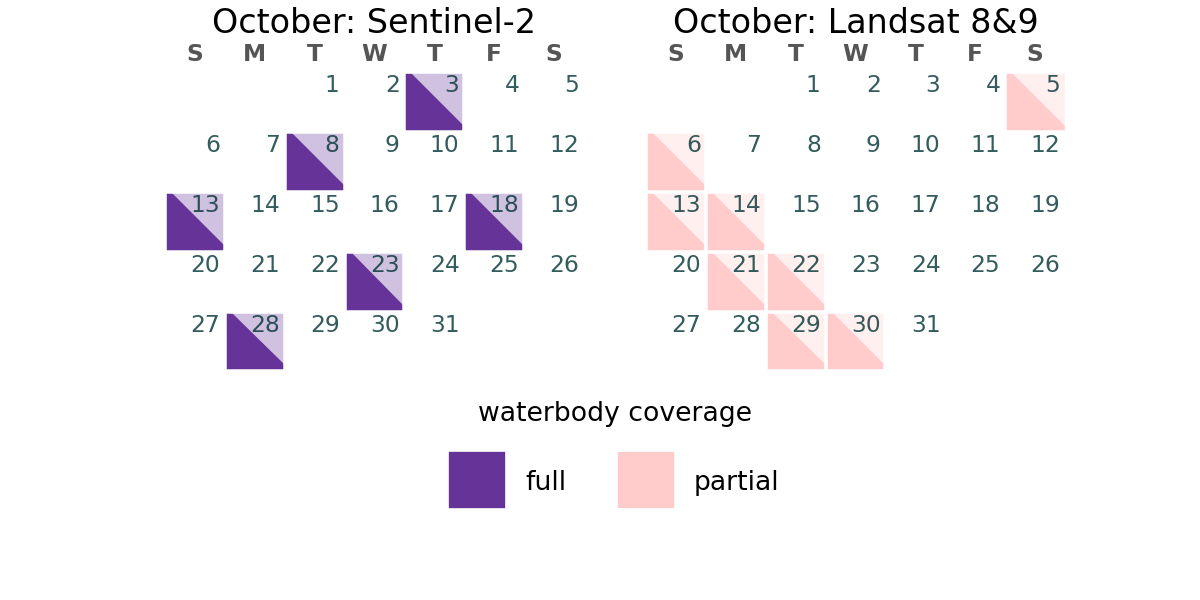 October: Sentinel-2
S M T W T F S
1 2 3 4 5
6 7 8 9 10 11 12
13 14 15 16 17 18 19
20 21 22 23 24 25 26
27 28 29 30 31
October: Landsat 8&9
S M T W T F S
1 2 3 4 5
6 7 8 9 10 11 12
13 14 15 16 17 18 19
20 21 22 23 24 25 26
27 28 29 30 31
waterbody coverage
full partial